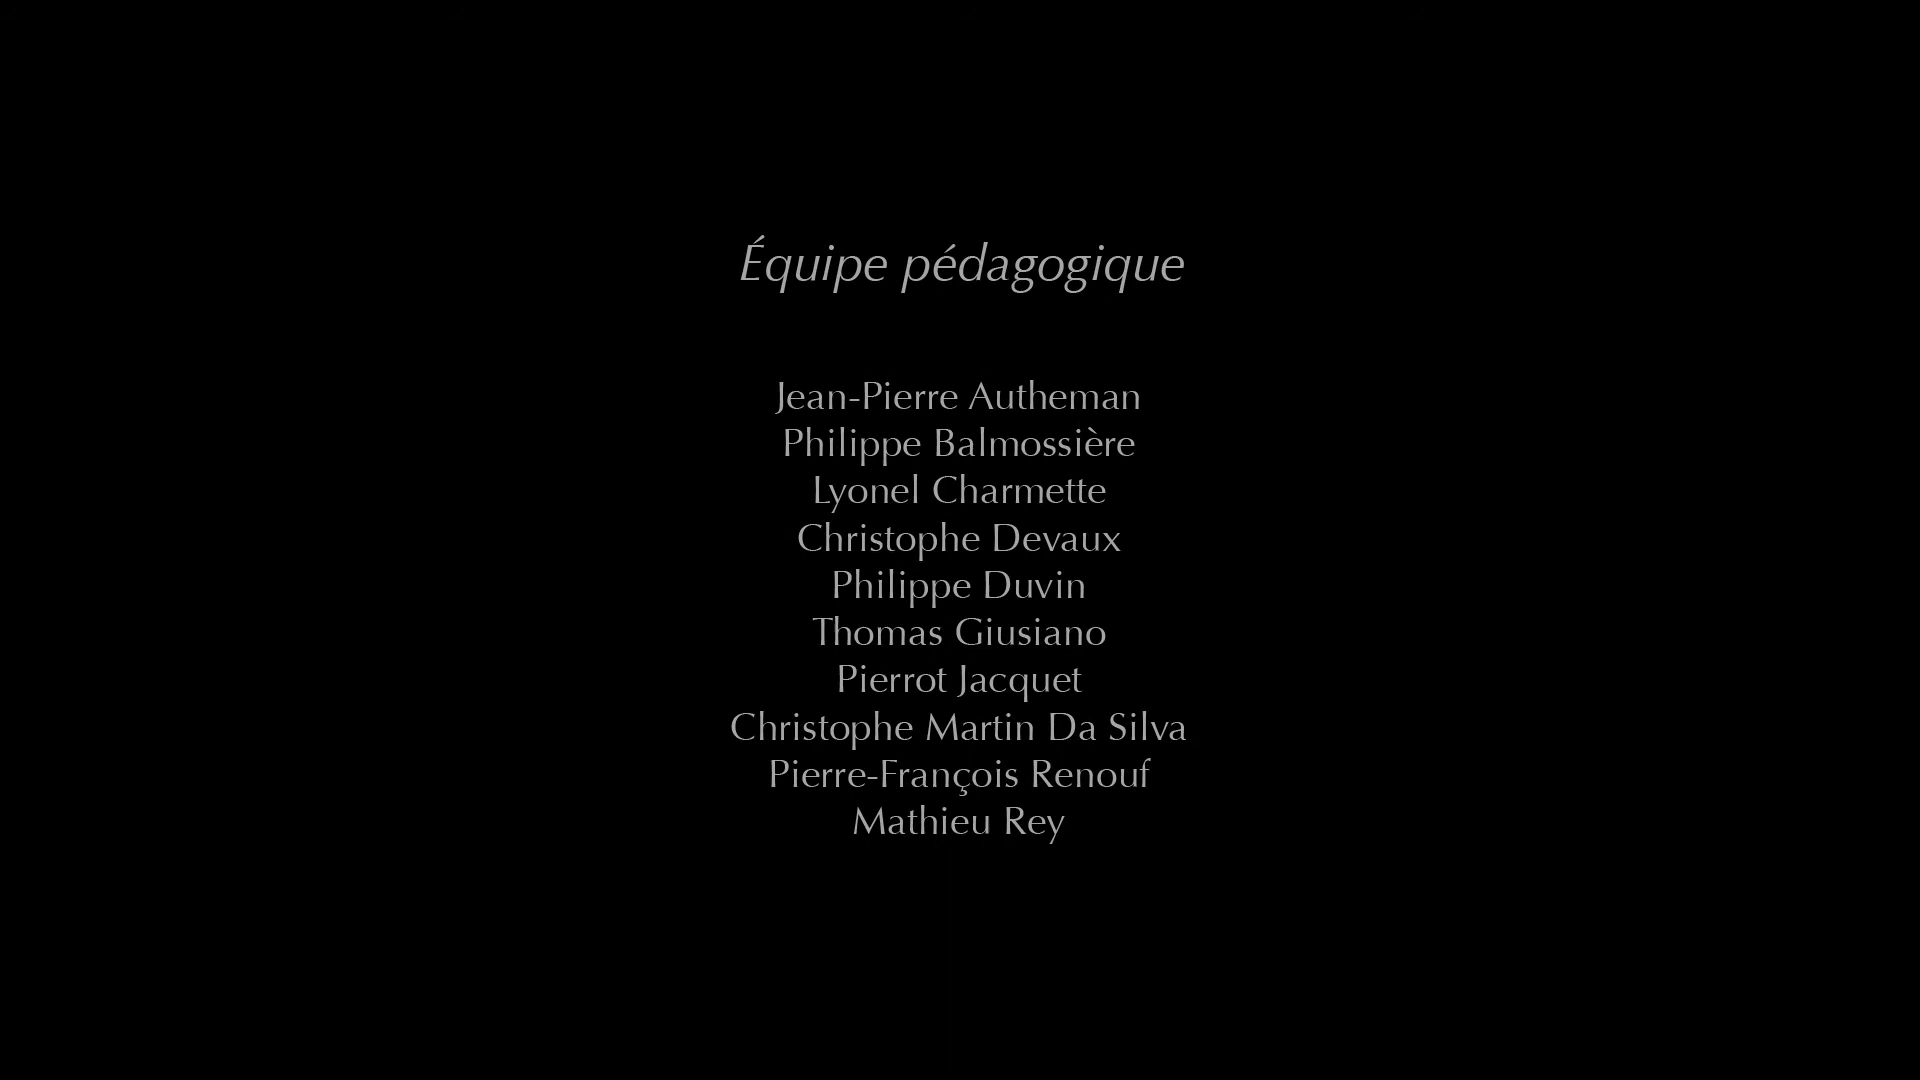 Équipe pédagogique
Jean-Pierre Autheman
Philippe Balmossière
Lyonel Charmette
Christophe Devaux
Philippe Duvin
Thomas Giusiano
Pierrot Jacquet
Christophe Martin Da Silva
Pierre-François Renouf
Mathieu Rey